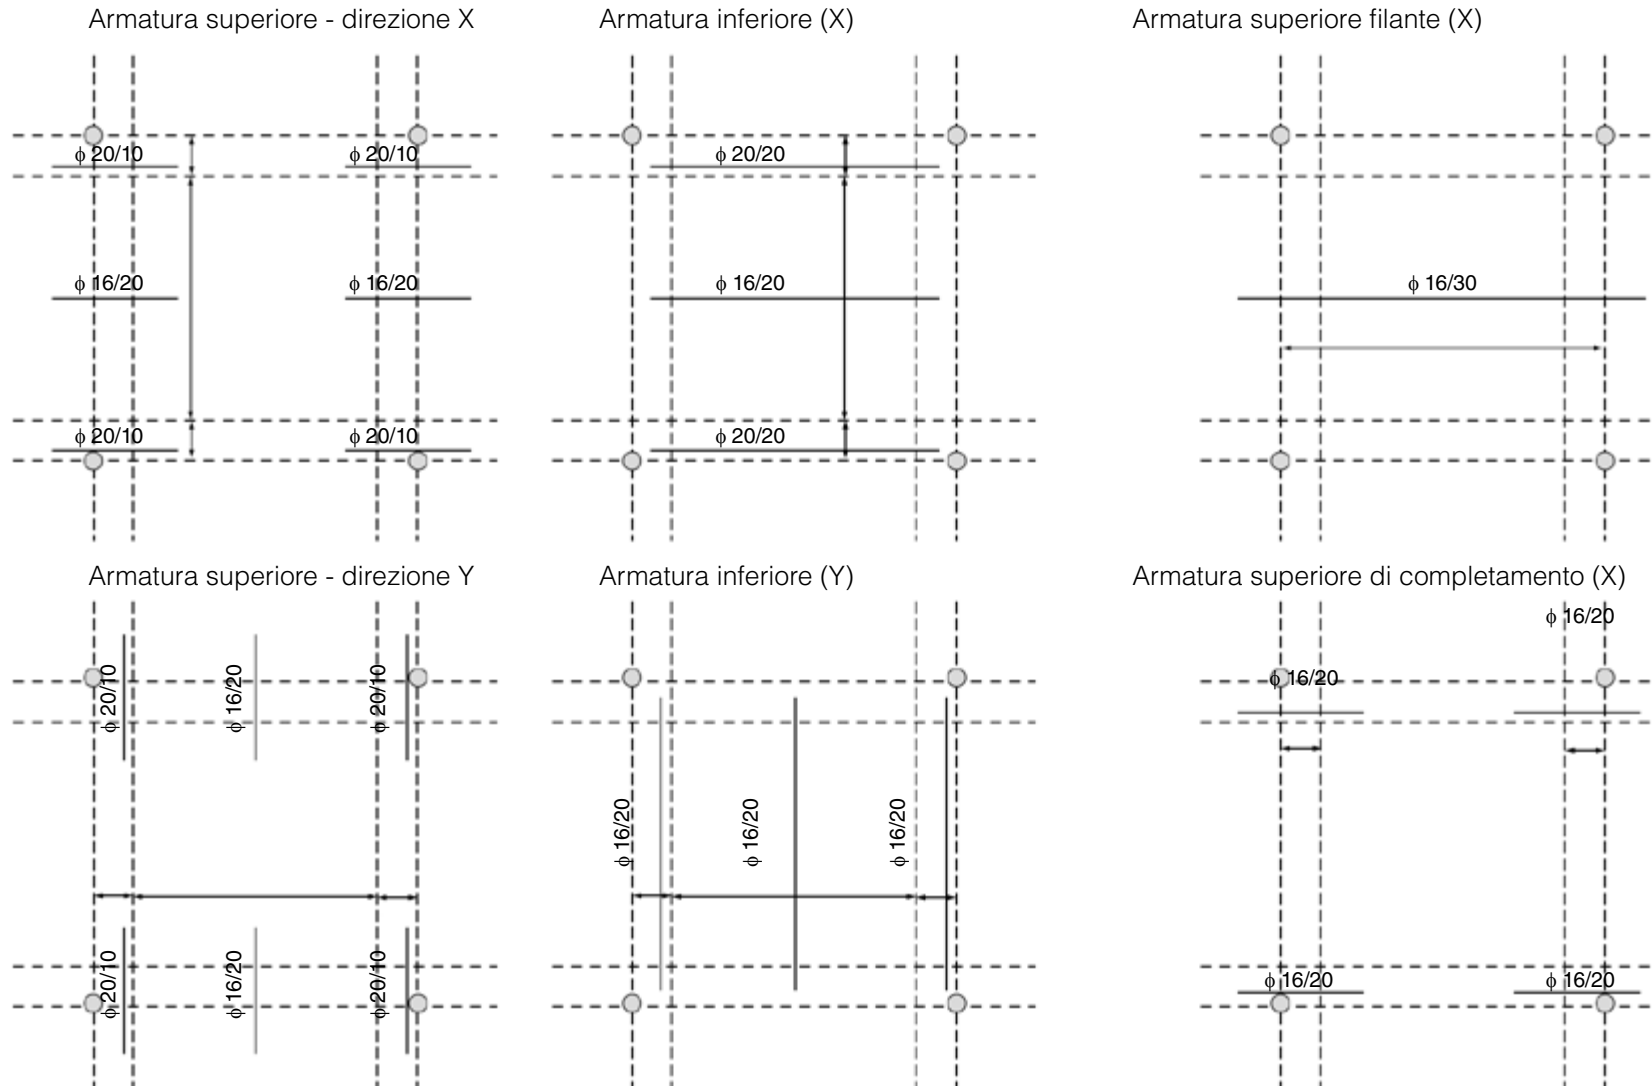 Armatura superiore - direzione X
ϕ 20/10 ϕ 20/10
ϕ 16/20 ϕ 16/20
ϕ 20/10 ϕ 20/10
Armatura inferiore (X)
ϕ 20/20
ϕ 16/20
ϕ 20/20
Armatura superiore filante (X)
ϕ 16/30
Armatura superiore - direzione Y
ϕ 20/10 ϕ 16/20 ϕ 20/10
ϕ 20/10 ϕ 16/20 ϕ 20/10
Armatura inferiore (Y)
ϕ 16/20 ϕ 16/20 ϕ 16/20
Armatura superiore di completamento (X)
ϕ 16/20
ϕ 16/20
ϕ 16/20 ϕ 16/20